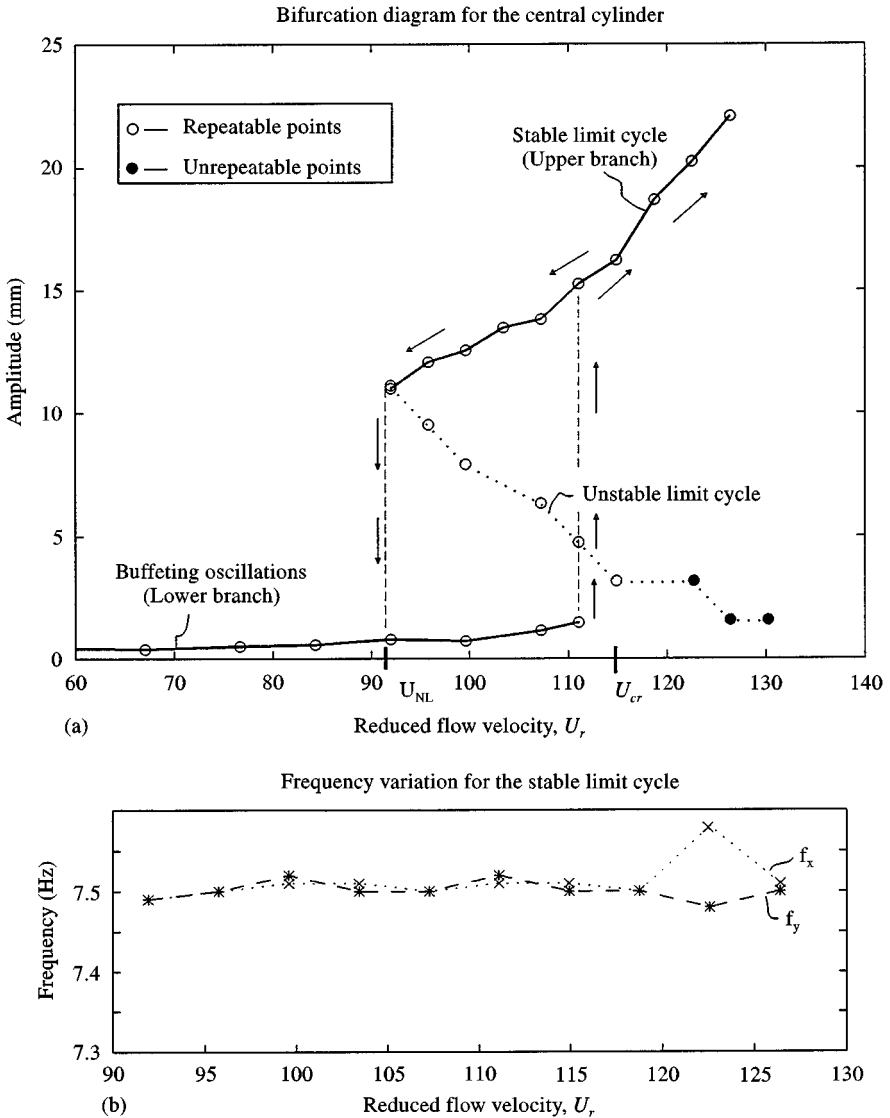 Bifurcation diagram for the central cylinder
25
20
15
10
5
0
Amplitude (mm)
Repeatable points
Unrepeatable points
Stable limit cycle
(Upper branch)
Unstable limit cycle
Buffeting oscillations
(Lower branch)
60 70 80 90 100 110 120 130 140
U_NL
U_cr
(a)
Reduced flow velocity, U_r
Frequency variation for the stable limit cycle
7.5
7.4
7.3
Frequency (Hz)
f_x
f_y
90 95 100 105 110 115 120 125 130
(b)
Reduced flow velocity, U_r